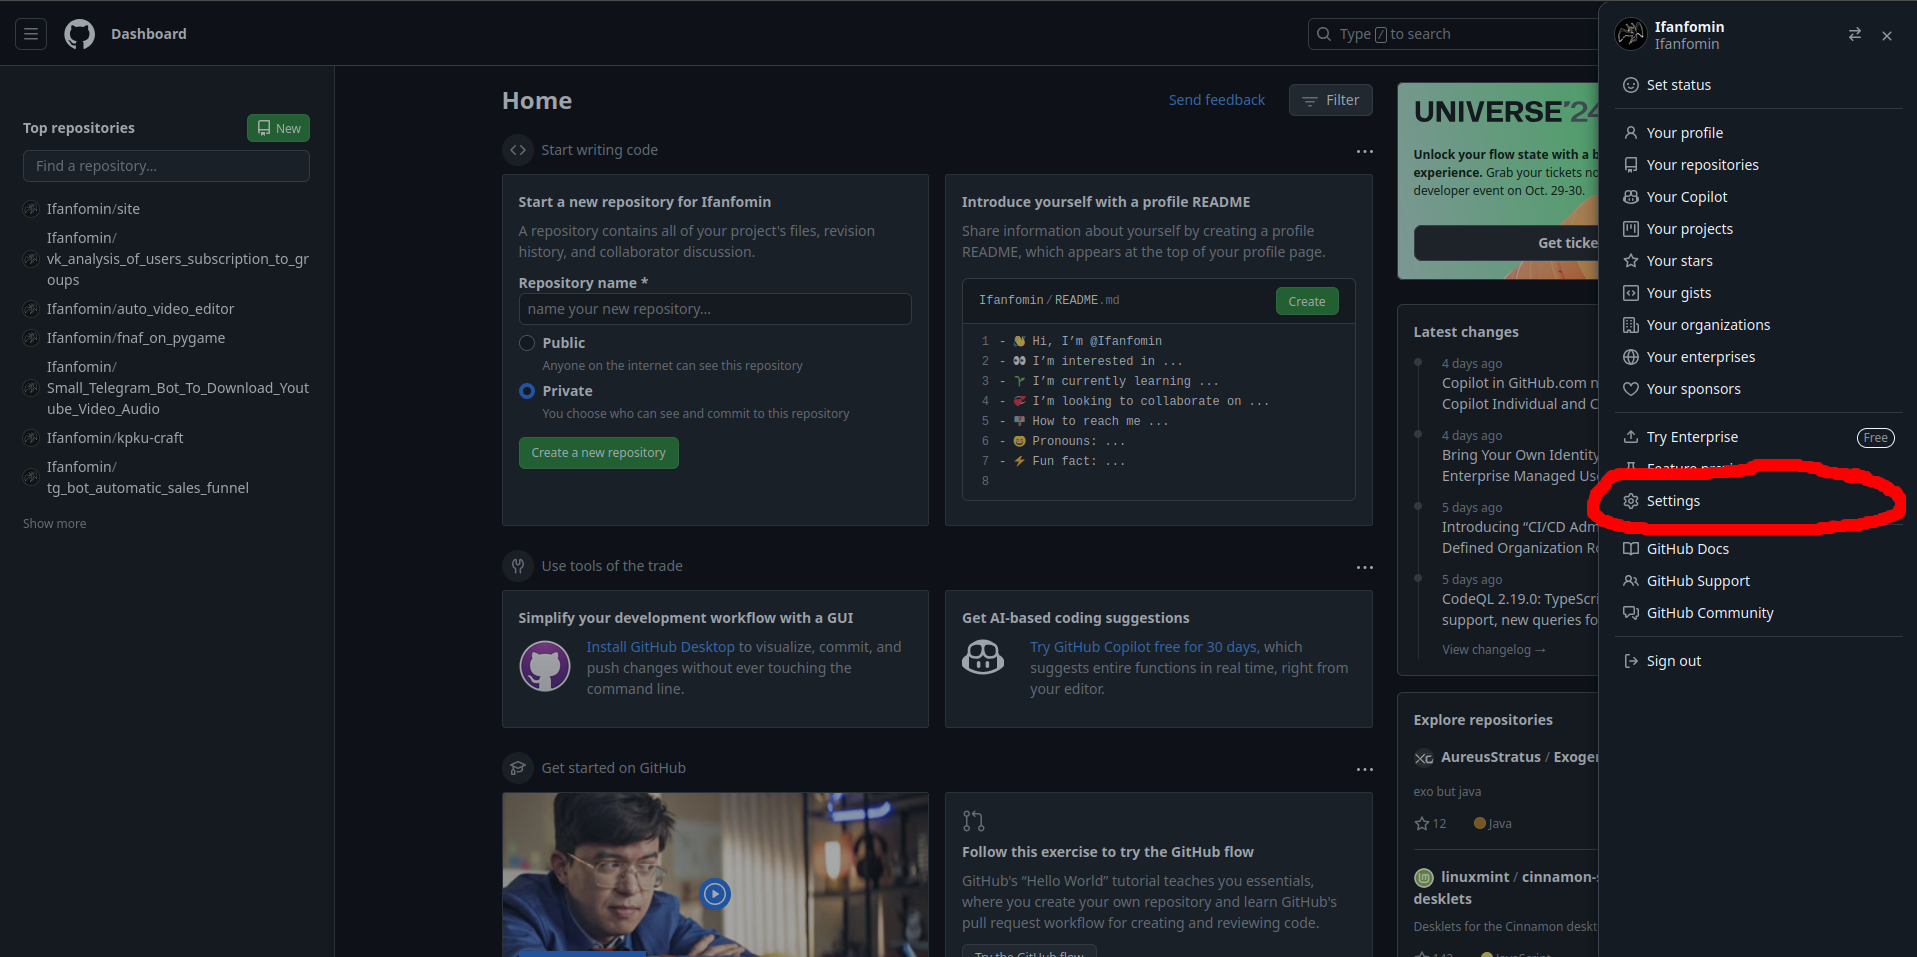 Dashboard
Type / to search
Top repositories
New
Find a repository...
Ifanfomin/site
Ifanfomin/
vk_analysis_of_users_subscription_to_gr
oups
Ifanfomin/auto_video_editor
Ifanfomin/fnaf_on_pygame
Ifanfomin/
Small_Telegram_Bot_To_Download_Yout
ube_Video_Audio
Ifanfomin/kpku-craft
Ifanfomin/
tg_bot_automatic_sales_funnel
Show more
Home
Send feedback
Filter
Start writing code
Start a new repository for Ifanfomin
A repository contains all of your project's files, revision
history, and collaborator discussion.
Repository name *
name your new repository...
Public
Anyone on the internet can see this repository
Private
You choose who can see and commit to this repository
Create a new repository
Introduce yourself with a profile README
Share information about yourself by creating a profile
README, which appears at the top of your profile page.
Ifanfomin/README.md
Create
1 - 👋 Hi, I’m @Ifanfomin
2 - 👀 I’m interested in ...
3 - 🌱 I’m currently learning ...
4 - 💞️ I’m looking to collaborate on ...
5 - 📫 How to reach me ...
6 - 😄 Pronouns: ...
7 - ⚡ Fun fact: ...
8
Use tools of the trade
Simplify your development workflow with a GUI
Install GitHub Desktop to visualize, commit, and
push changes without ever touching the
command line.
Get AI-based coding suggestions
Try GitHub Copilot free for 30 days, which
suggests entire functions in real time, right from
your editor.
Get started on GitHub
Follow this exercise to try the GitHub flow
GitHub's “Hello World” tutorial teaches you essentials,
where you create your own repository and learn GitHub's
pull request workflow for creating and reviewing code.
Try the GitHub flow
UNIVERSE'24
Unlock your flow state with a b
experience. Grab your tickets no
developer event on Oct. 29-30.
Get ticke
Latest changes
4 days ago
Copilot in GitHub.com n
Copilot Individual and C
4 days ago
Bring Your Own Identity
Enterprise Managed Us
5 days ago
Introducing “CI/CD Adm
Defined Organization Ro
5 days ago
CodeQL 2.19.0: TypeScri
support, new queries fo
View changelog →
Explore repositories
AureusStratus / Exoger
exo but java
12
Java
linuxmint / cinnamon-s
desklets
Desklets for the Cinnamon deskt
143
JavaScript
Ifanfomin
Ifanfomin
Set status
Your profile
Your repositories
Your Copilot
Your projects
Your stars
Your gists
Your organizations
Your enterprises
Your sponsors
Try Enterprise
Free
Feature
Settings
GitHub Docs
GitHub Support
GitHub Community
Sign out